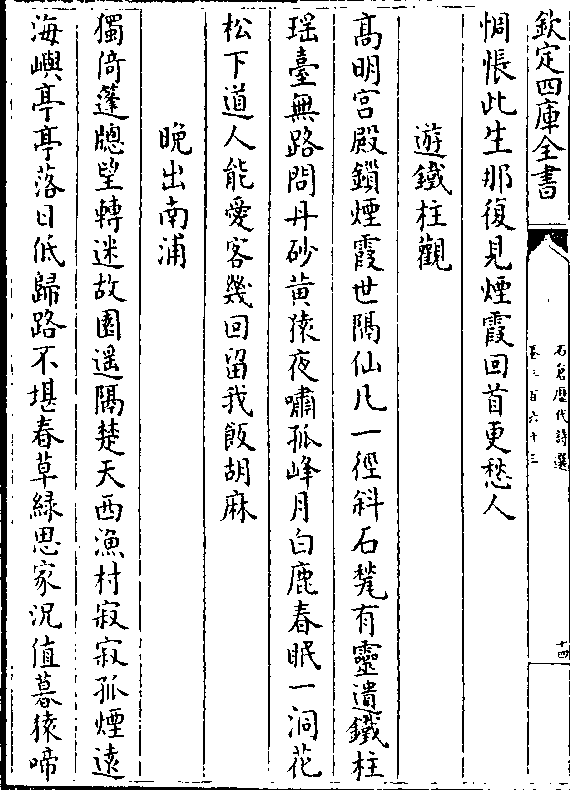 欽定四庫全書
石倉歷代詩選
卷三百六十三
十四
惆悵此生那復見煙霞回首更愁人
遊鐵柱觀
髙明宫殿鎖煙霞世隔仙凡一徑斜石甃有靈遺鐵柱
瑶臺無路問丹砂黄猿夜嘯孤峰月白鹿春眠一洞花
松下道人能愛客幾回留我飯胡麻
晩出南浦
獨倚蓬牕望轉迷故園遥隔楚天西漁村寂寂孤煙逺
海嶼亭亭落日低歸路不堪春草緑思家況值暮猿啼